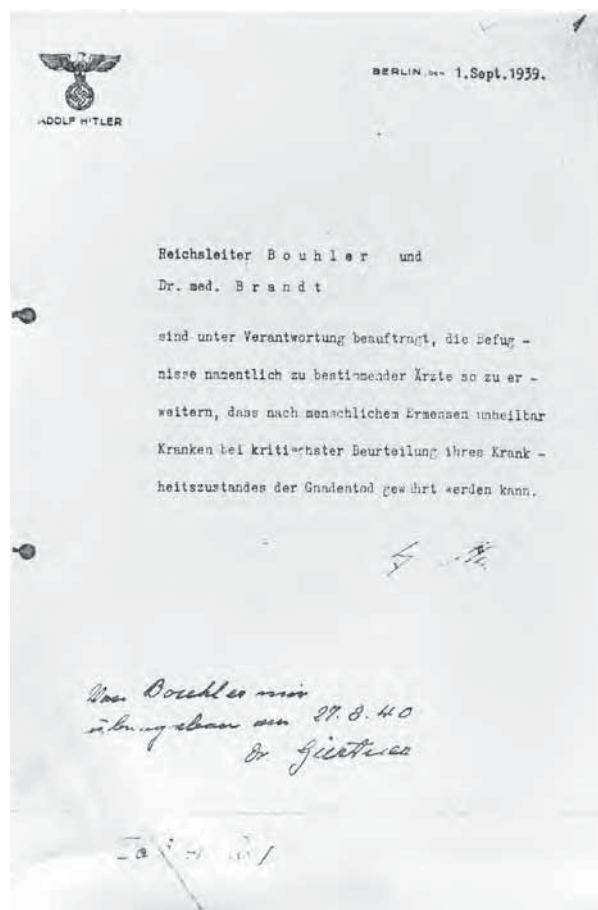 1
BERLIN, den 1.Sept.1939.
ADOLF HITLER
Reichsleiter B o u h l e r und
Dr. med. B r a n d t
sind unter Verantwortung beauftragt, die Befug -
nisse namentlich zu bestimmender Ärzte so zu er -
weitern, dass nach menschlichem Ermessen unheilbar
Kranken bei kritischster Beurteilung ihres Krank -
heitszustandes der Gnadentod gewährt werden kann.
Von Bouhler mir
übergeben am 27.8.40
Dr Gürtner